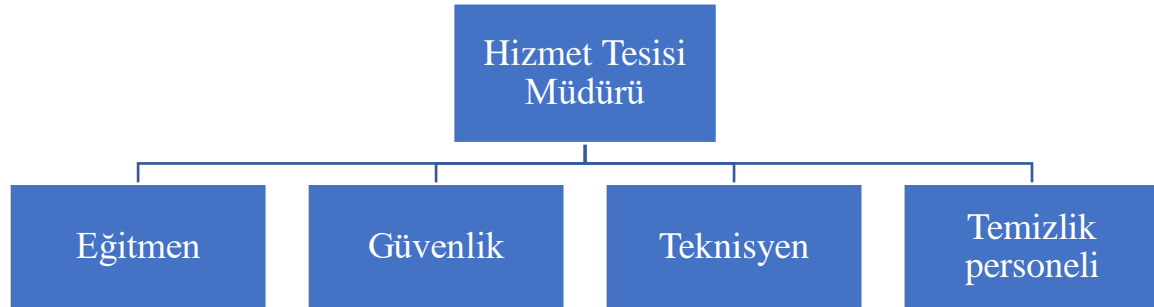 Hizmet Tesisi
Müdürü
Eğitmen
Güvenlik
Teknisyen
Temizlik
personeli